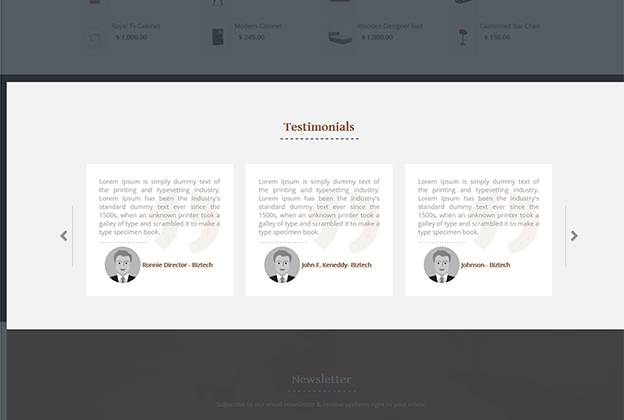 Royal Tv Cabinet
$ 1,000.00
Modern Cabinet
$ 249.00
Wooden Designer Bed
$ 1,000.00
Cushioned Bar Chair
$ 150.00
Testimonials
Lorem Ipsum is simply dummy text of
the printing and typesetting industry.
Lorem Ipsum has been the industry's
standard dummy text ever since the
1500s, when an unknown printer took a
galley of type and scrambled it to make a
type specimen book.
Ronnie Director - Biztech
Lorem Ipsum is simply dummy text of
the printing and typesetting industry.
Lorem Ipsum has been the industry's
standard dummy text ever since the
1500s, when an unknown printer took a
galley of type and scrambled it to make a
type specimen book.
John F. Keneddy- Biztech
Lorem Ipsum is simply dummy text of
the printing and typesetting industry.
Lorem Ipsum has been the industry's
standard dummy text ever since the
1500s, when an unknown printer took a
galley of type and scrambled it to make a
type specimen book.
Johnson - Biztech
Newsletter
Subscribe to our email newsletter & receive updates right in your inbox.